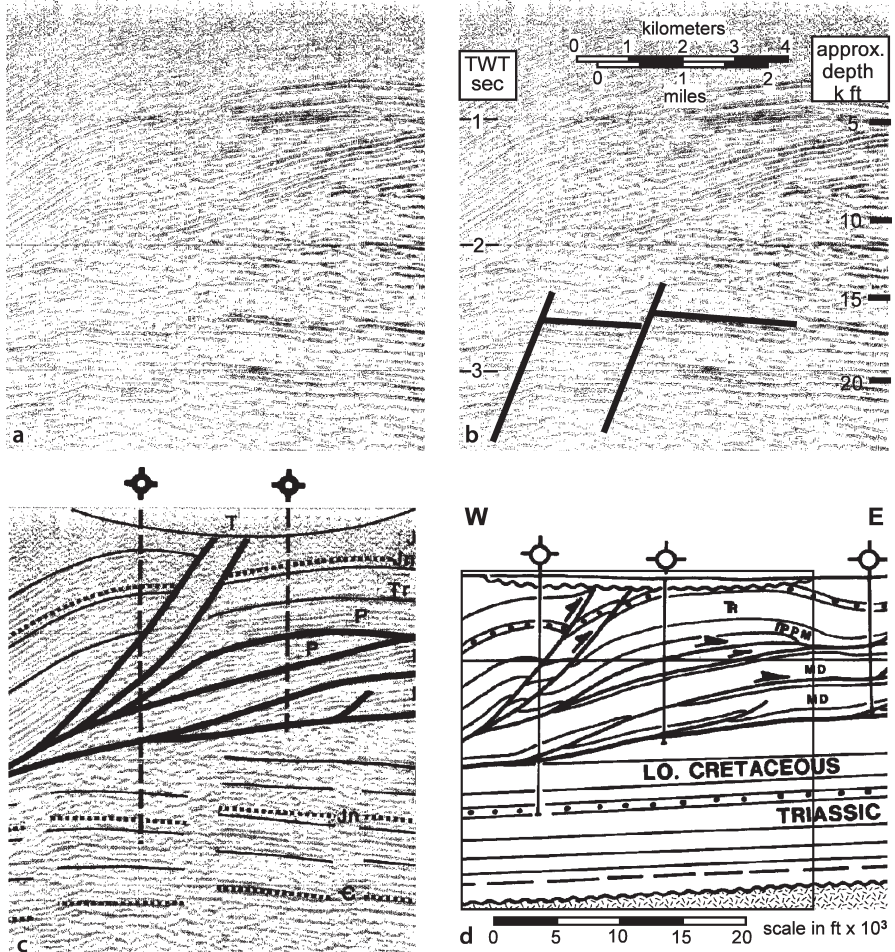 a
kilometers
0 1 2 3 4
0 1 2
miles
TWT
sec
approx.
depth
k ft
1
5
10
2
15
3
20
b
T
J
Jn
Tr
P
P
Jn
Є
c
W E
Tr
IPPM
MD
MD
LO. CRETACEOUS
TRIASSIC
d
0 5 10 15 20 scale in ft x 10³